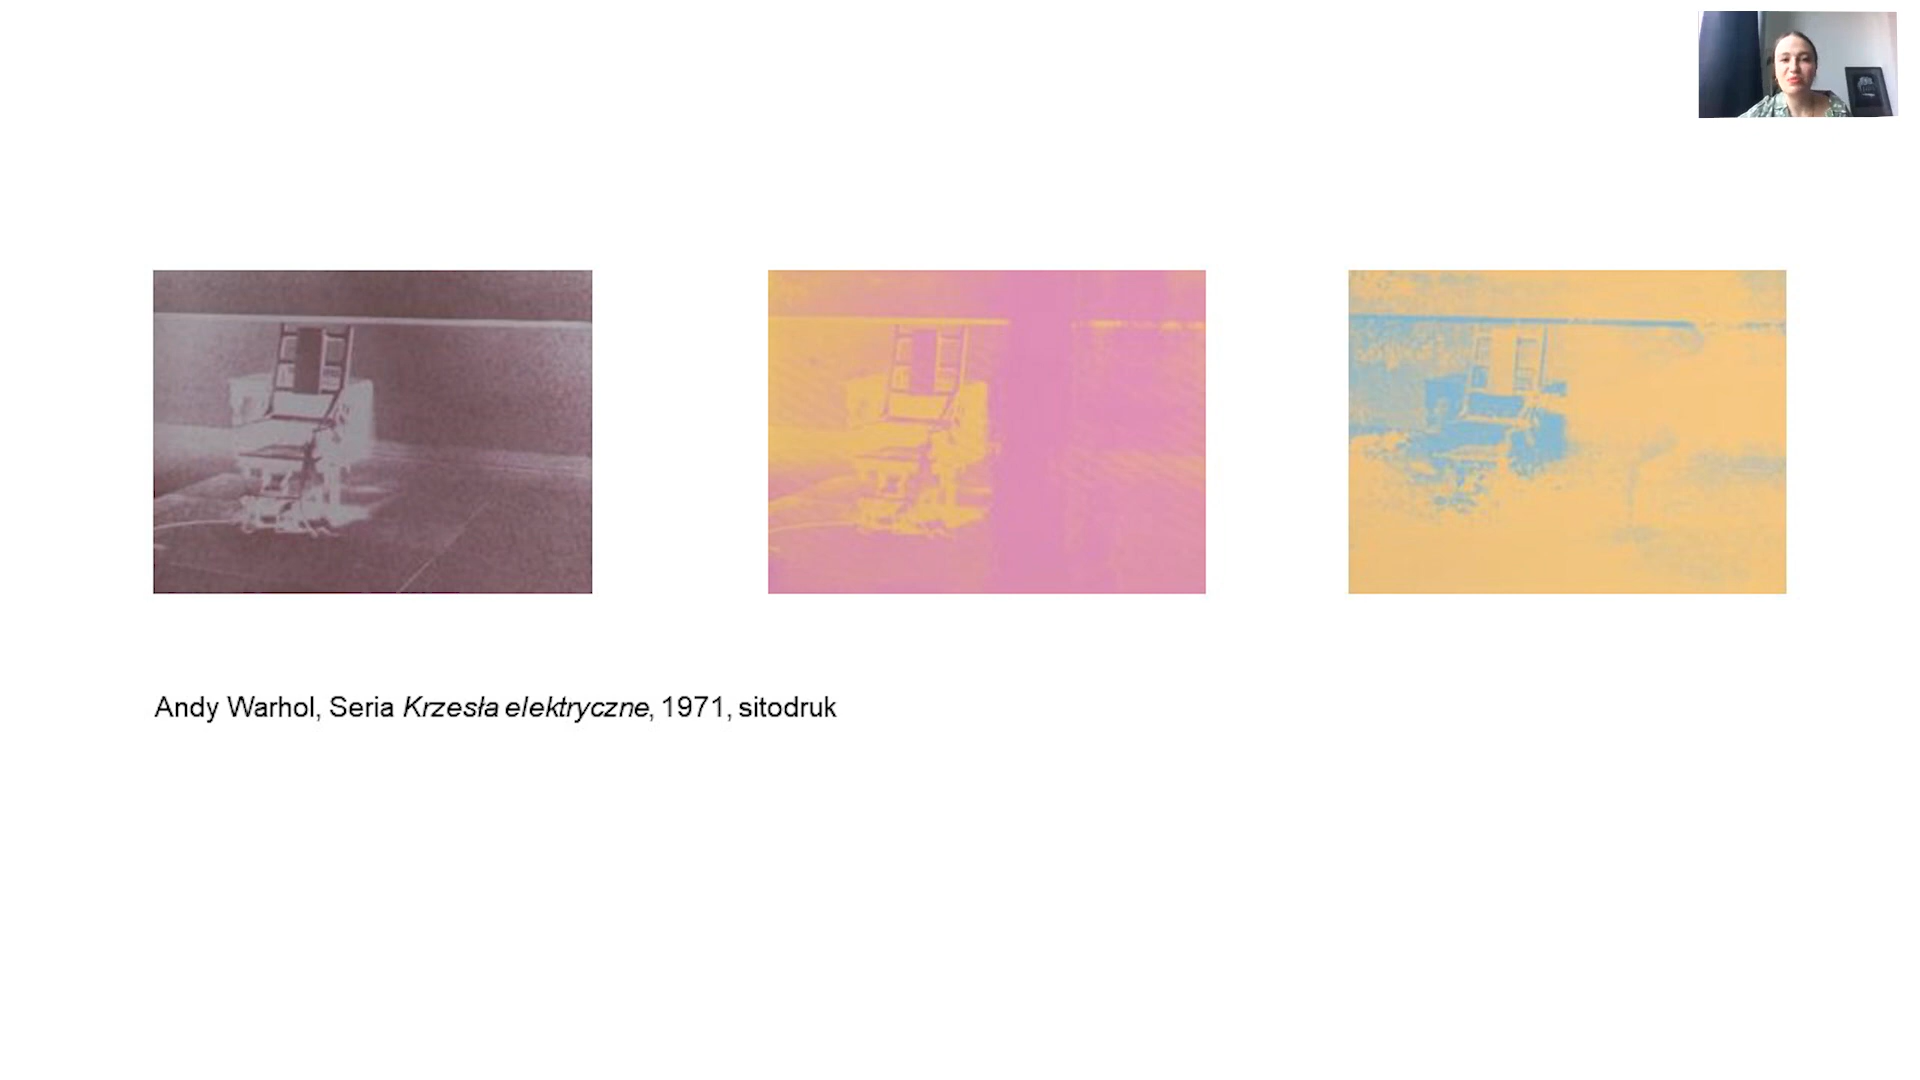 Andy Warhol, Seria Krzesła elektryczne, 1971, sitodruk